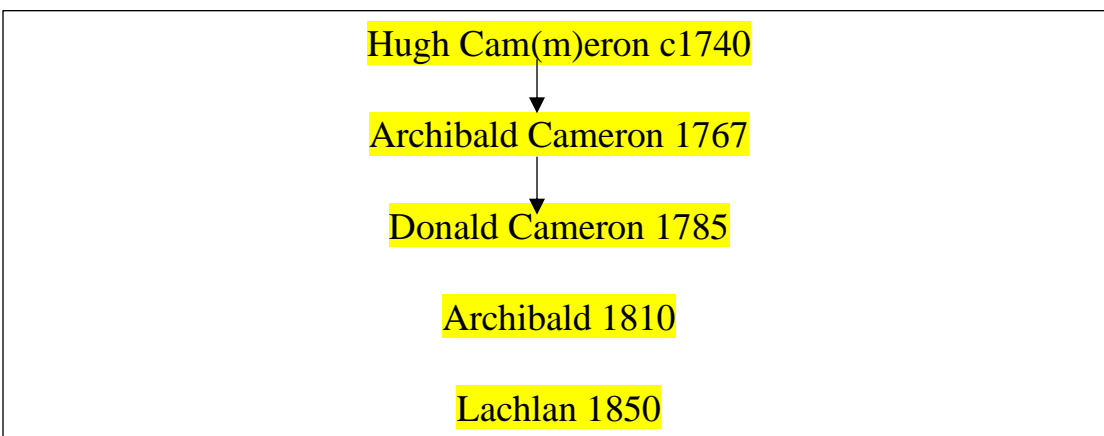 Hugh Cam(m)eron c1740
Archibald Cameron 1767
Donald Cameron 1785
Archibald 1810
Lachlan 1850